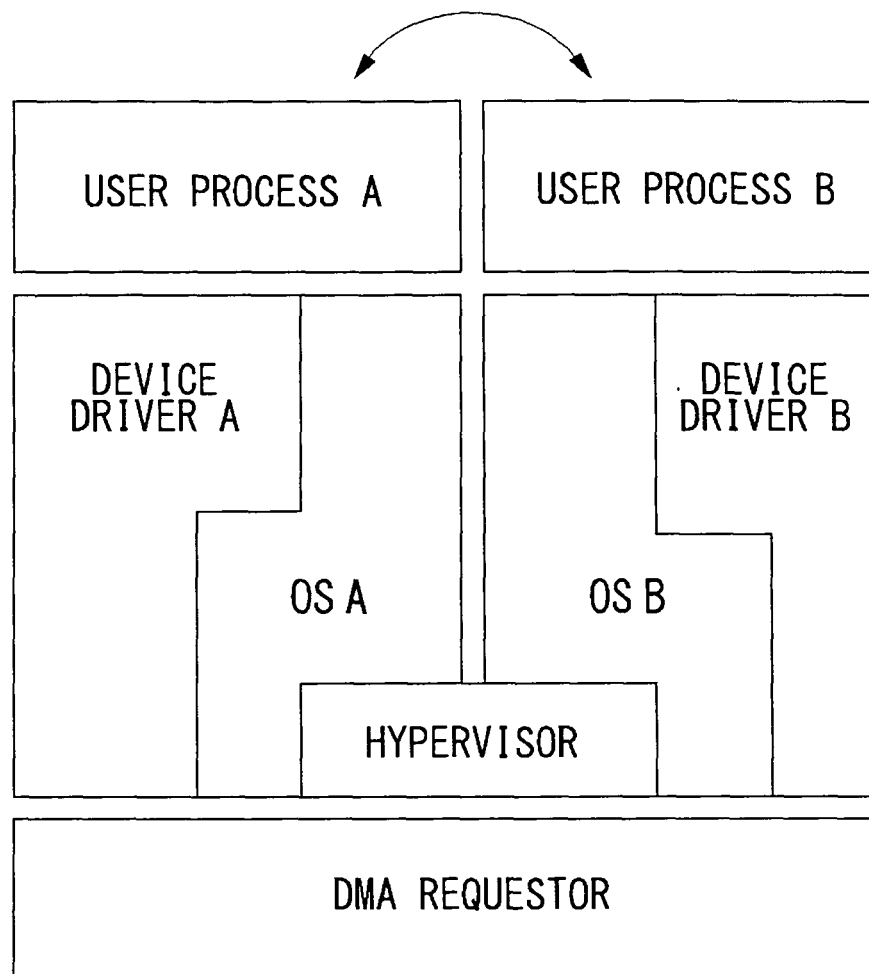 USER PROCESS A
USER PROCESS B
DEVICE
DRIVER A
DEVICE
DRIVER B
OS A
OS B
HYPERVISOR
DMA REQUESTOR